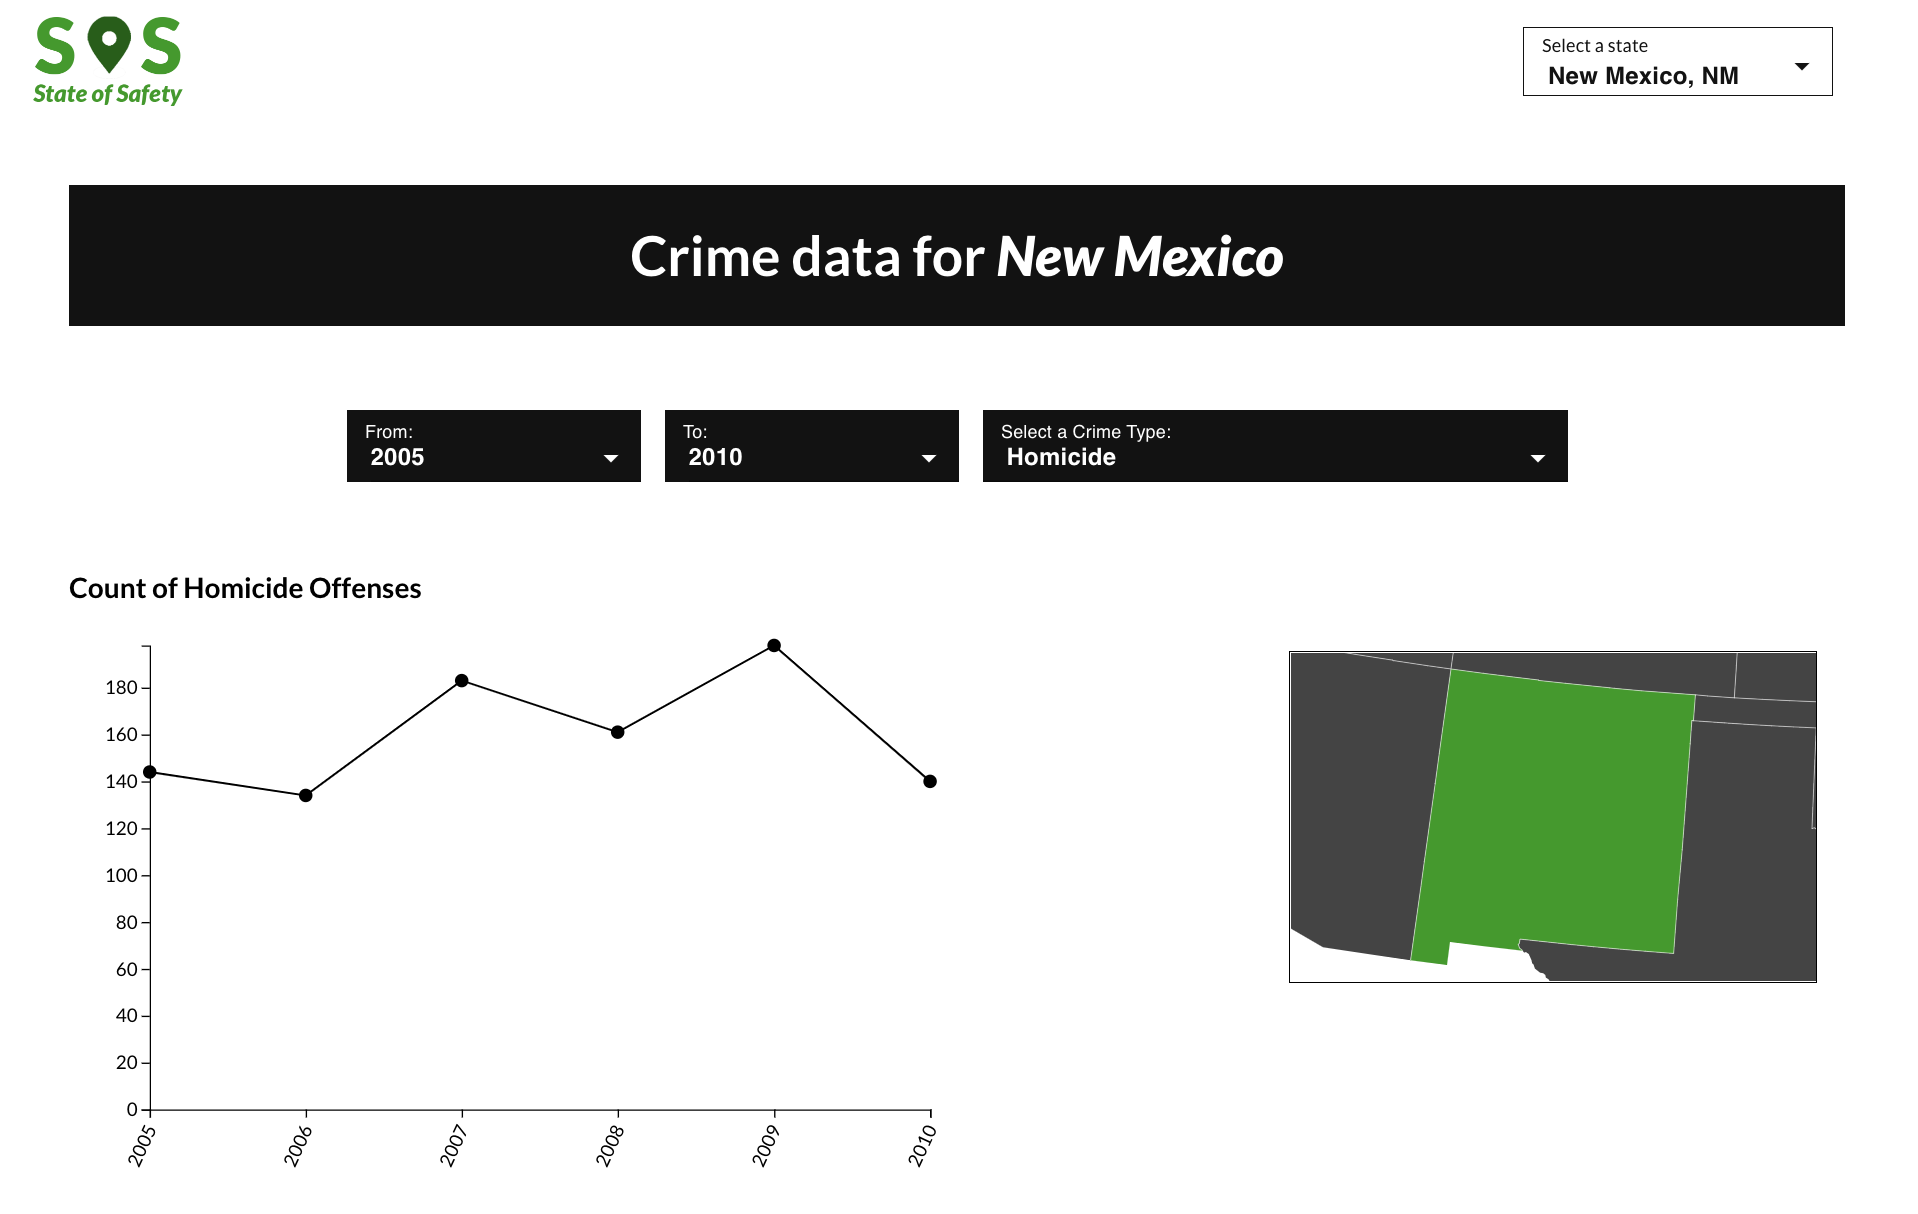 SOS
State of Safety
Select a state
New Mexico, NM
Crime data for New Mexico
From:
2005
To:
2010
Select a Crime Type:
Homicide
Count of Homicide Offenses
180
160
140
120
100
80
60
40
20
0
2005
2006
2007
2008
2009
2010